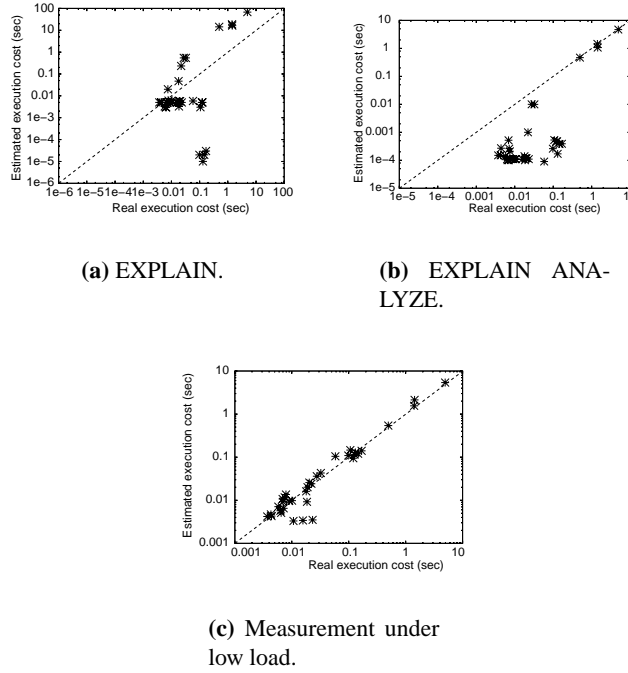 100
10
1
0.1
0.01
1e−3
1e−4
1e−5
1e−6
1e−6 1e−51e−41e−30.01 0.1 1 10 100
Estimated execution cost (sec)
Real execution cost (sec)
(a) EXPLAIN.
10
1
0.1
0.01
0.001
1e−4
1e−5
1e−5 1e−4 0.001 0.01 0.1 1 10
Estimated execution cost (sec)
Real execution cost (sec)
(b) EXPLAIN ANA-
LYZE.
10
1
0.1
0.01
0.001
0.001 0.01 0.1 1 10
Estimated execution cost (sec)
Real execution cost (sec)
(c) Measurement under
low load.